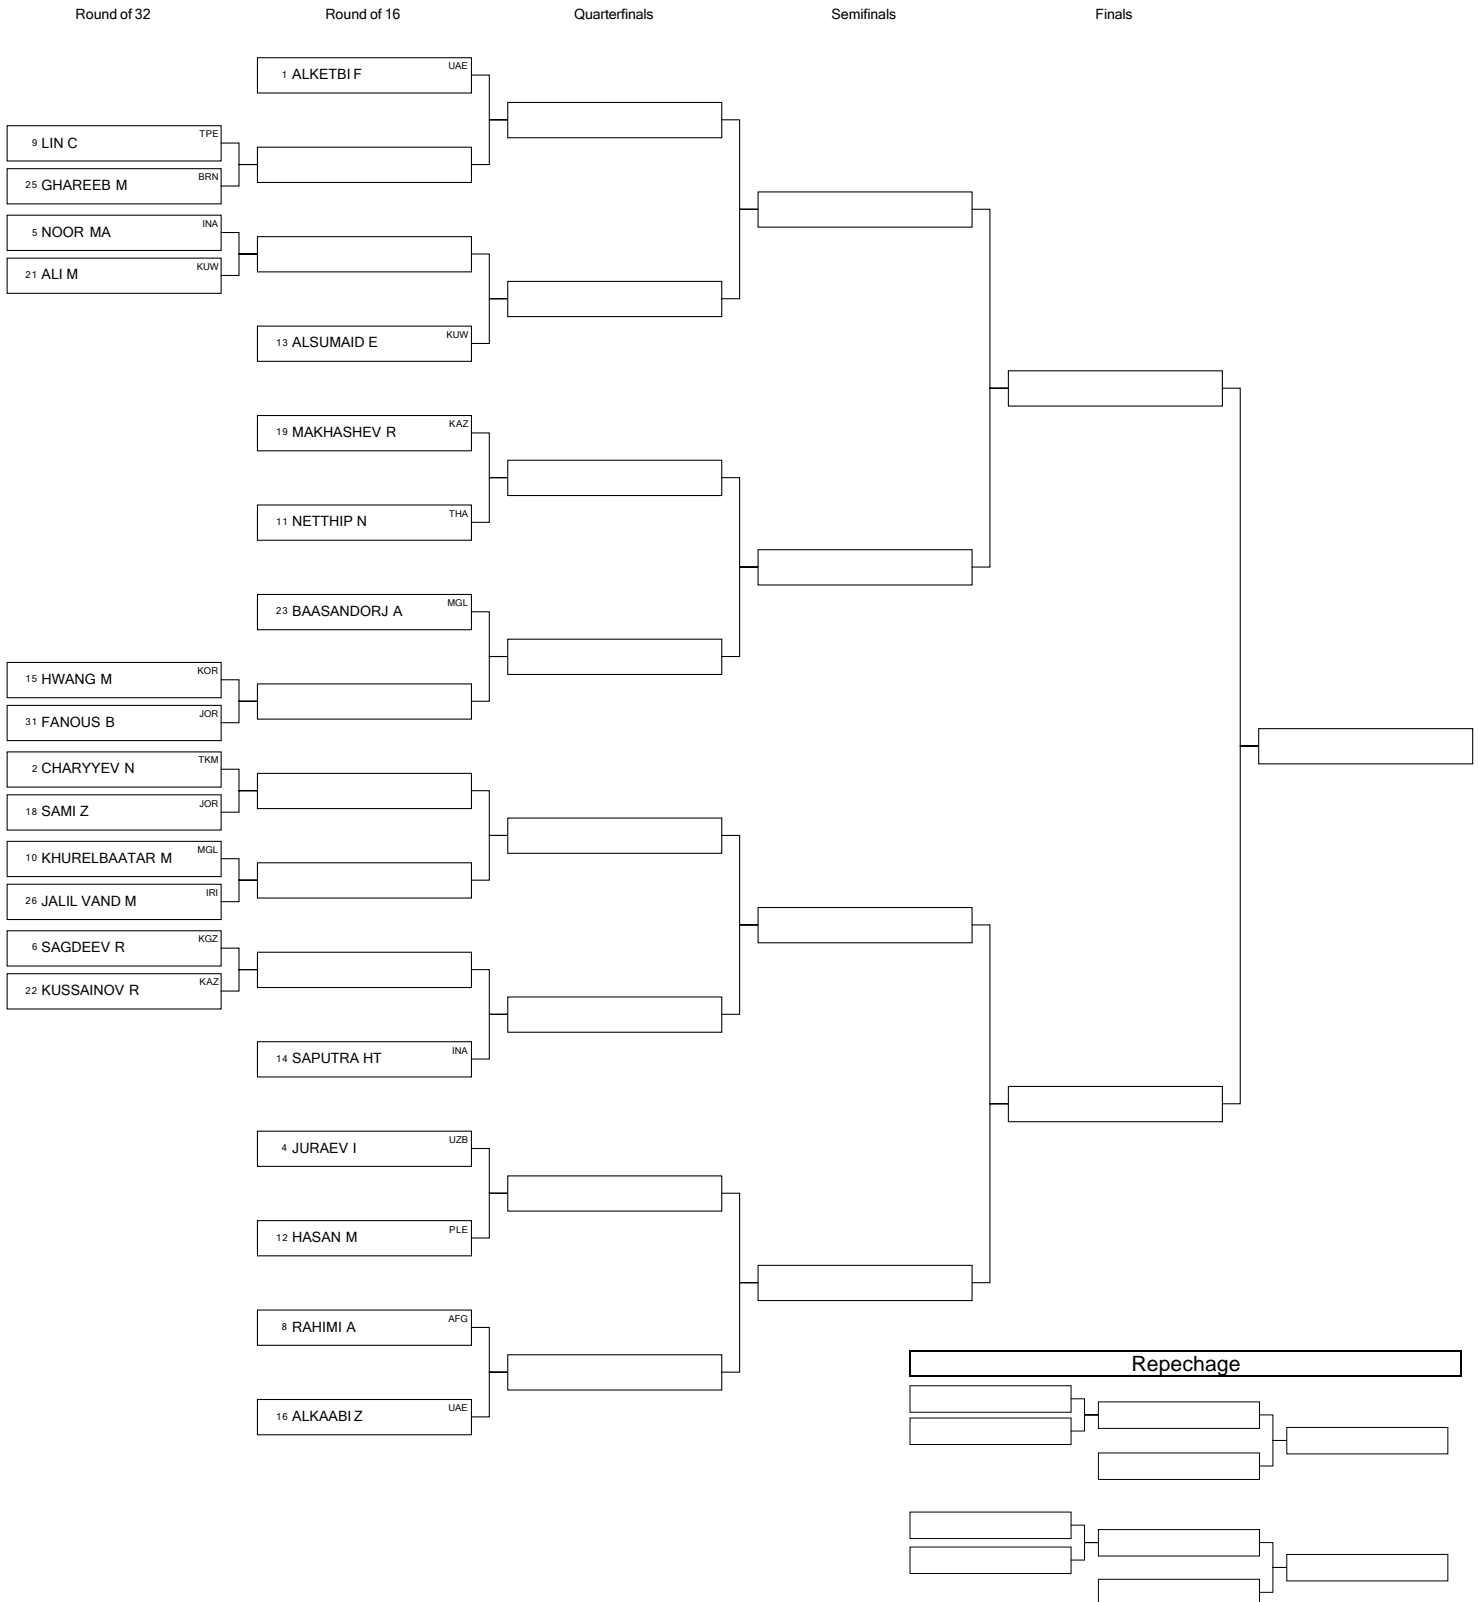 Round of 32 Round of 16 Quarterfinals Semifinals Finals
1 ALKETBI F UAE
9 LIN C TPE
25 GHAREEB M BRN
5 NOOR MA INA
21 ALI M KUW
13 ALSUMAID E KUW
19 MAKHASHEV R KAZ
11 NETTHIP N THA
23 BAASANDORJ A MGL
15 HWANG M KOR
31 FANOUS B JOR
2 CHARYYEV N TKM
18 SAMI Z JOR
10 KHURELBAATAR M MGL
26 JALIL VAND M IRI
6 SAGDEEV R KGZ
22 KUSSAINOV R KAZ
14 SAPUTRA HT INA
4 JURAEV I UZB
12 HASAN M PLE
8 RAHIMI A AFG
16 ALKAABI Z UAE
Repechage